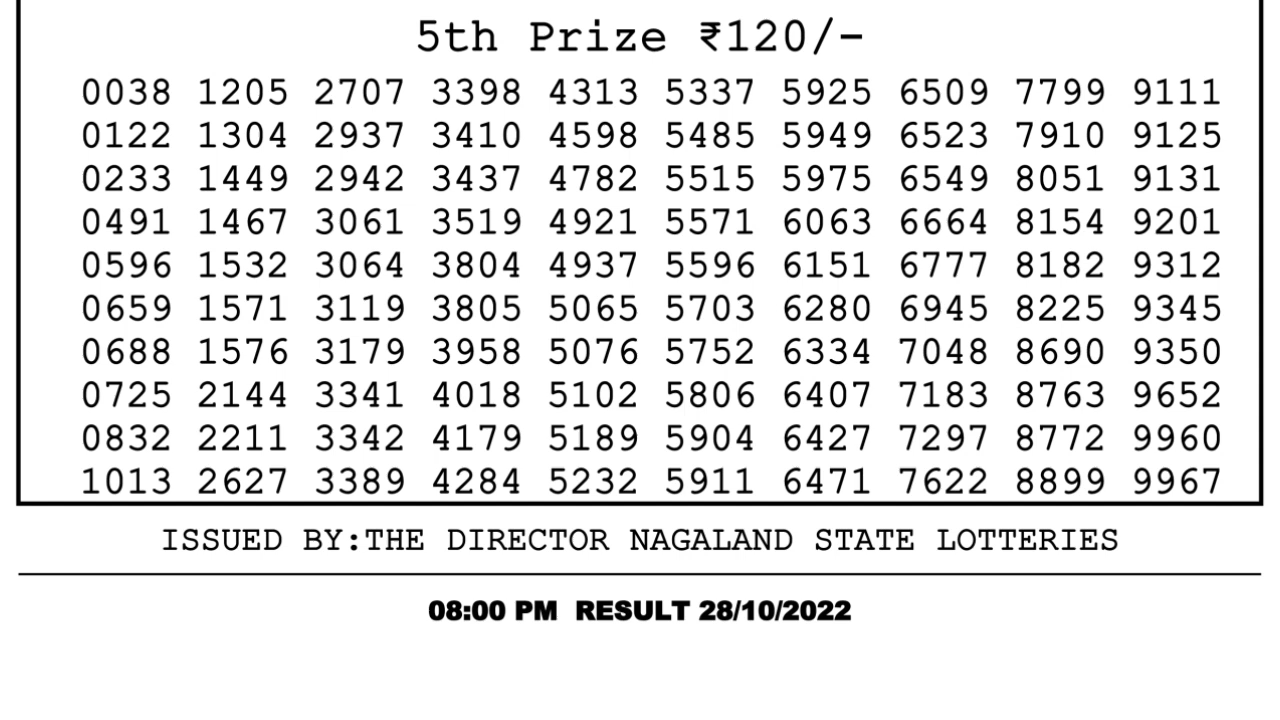 5th Prize ₹120/-
0038 1205 2707 3398 4313 5337 5925 6509 7799 9111
0122 1304 2937 3410 4598 5485 5949 6523 7910 9125
0233 1449 2942 3437 4782 5515 5975 6549 8051 9131
0491 1467 3061 3519 4921 5571 6063 6664 8154 9201
0596 1532 3064 3804 4937 5596 6151 6777 8182 9312
0659 1571 3119 3805 5065 5703 6280 6945 8225 9345
0688 1576 3179 3958 5076 5752 6334 7048 8690 9350
0725 2144 3341 4018 5102 5806 6407 7183 8763 9652
0832 2211 3342 4179 5189 5904 6427 7297 8772 9960
1013 2627 3389 4284 5232 5911 6471 7622 8899 9967
ISSUED BY:THE DIRECTOR NAGALAND STATE LOTTERIES
08:00 PM RESULT 28/10/2022